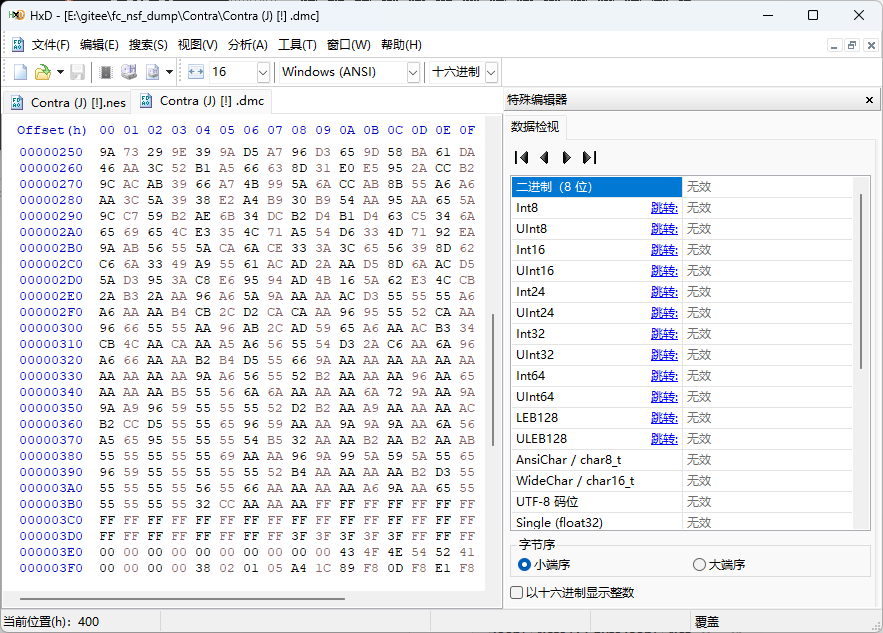 HxD - [E:\gitee\fc_nsf_dump\Contra\Contra (J) [!] .dmc]
文件(F) 编辑(E) 搜索(S) 视图(V) 分析(A) 工具(T) 窗口(W) 帮助(H)
16 Windows (ANSI) 十六进制
Contra (J) [!].nes Contra (J) [!] .dmc
Offset(h) 00 01 02 03 04 05 06 07 08 09 0A 0B 0C 0D 0E 0F
00000250 9A 73 29 9E 39 9A D5 A7 96 D3 65 9D 58 BA 61 DA
00000260 46 AA 3C 52 B1 A5 66 63 8D 31 E0 E5 95 2A CC B2
00000270 9C AC AB 39 66 A7 4B 99 5A 6A CC AB 8B 55 A6 A6
00000280 AA 3C 5A 39 38 E2 A4 B9 30 B9 54 AA 95 AA 65 5A
00000290 9C C7 59 B2 AE 6B 34 DC B2 D4 B1 D4 63 C5 34 6A
000002A0 65 69 65 4C E3 35 4C 71 A5 54 D6 33 4D 71 92 EA
000002B0 9A AB 56 55 5A CA 6A CE 33 3A 3C 65 56 39 8D 62
000002C0 C6 6A 33 49 A9 55 61 AC AD 2A AA D5 8D 6A AC D5
000002D0 5A D3 95 3A C8 E6 95 94 AD 4B 16 5A 62 E3 4C CB
000002E0 2A B3 2A AA 96 A6 5A 9A AA AA AC D3 55 55 55 A6
000002F0 A6 AA AA B4 CB 2C D2 CA CA AA 96 95 55 52 CA AA
00000300 96 66 55 55 AA 96 AB 2C AD 59 65 A6 AA AC B3 34
00000310 CB 4C AA CA AA A5 A6 56 55 54 D3 2A C6 AA 6A 96
00000320 A6 66 AA AA B2 B4 D5 55 66 9A AA AA AA AA AA AA
00000330 AA AA AA AA 9A A6 56 55 52 B2 AA AA AA 96 AA 65
00000340 AA AA AA B5 55 56 6A 6A AA AA AA 6A 72 9A AA 9A
00000350 9A A9 96 59 55 55 55 52 D2 B2 AA A9 AA AA AA AC
00000360 B2 CC D5 55 55 65 96 59 AA AA 9A 9A 9A AA 6A 56
00000370 A5 65 95 55 55 55 54 B5 32 AA AA B2 AA B2 AA AB
00000380 55 55 55 55 55 69 AA AA 96 9A 99 5A 59 5A 55 65
00000390 96 59 55 55 55 55 52 B4 AA AA AA AA B2 D3 55
000003A0 55 55 55 55 56 55 66 AA AA AA AA A6 9A AA 65 55
000003B0 55 55 55 55 32 CC AA AA AA FF FF FF FF FF FF FF
000003C0 FF FF FF FF FF FF FF FF FF FF FF FF FF FF FF FF
000003D0 FF FF FF FF FF FF FF FF 3F 3F 3F 3F 3F FF FF FF
000003E0 00 00 00 00 00 00 00 00 00 00 43 4F 4E 54 52 41
000003F0 00 00 00 00 38 02 01 05 A4 1C 89 F8 0D F8 E1 F8
特殊编辑器
数据检视
二进制（8 位） 无效
Int8 跳转: 无效
UInt8 跳转: 无效
Int16 跳转: 无效
UInt16 跳转: 无效
Int24 跳转: 无效
UInt24 跳转: 无效
Int32 跳转: 无效
UInt32 跳转: 无效
Int64 跳转: 无效
UInt64 跳转: 无效
LEB128 跳转: 无效
ULEB128 跳转: 无效
AnsiChar / char8_t 无效
WideChar / char16_t 无效
UTF-8 码位 无效
Single (float32) 无效
字节序
小端序 大端序
以十六进制显示整数
当前位置(h): 400 覆盖